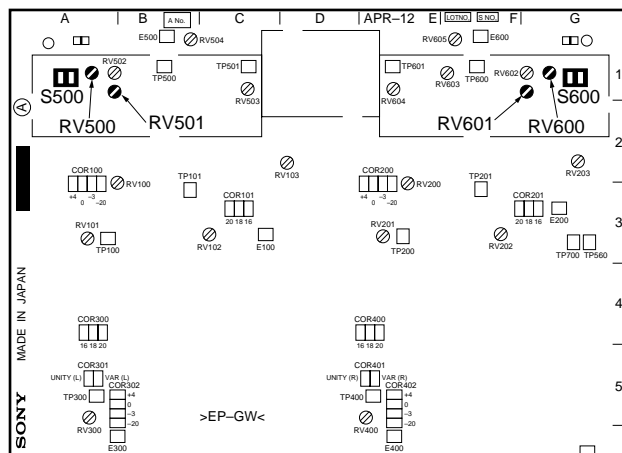 A B A No. C D APR–12 E LOTNO. S NO. F G
E500 RV504 RV605 E600
RV502 TP500 TP501 TP601 RV603 TP600 RV602
S500 RV503 RV604 S600
1
A
RV500 RV501 RV601 RV600
2
COR100 TP101 RV103 COR200 TP201 RV203
RV100 RV200
+4 –3 +4 –3
0 –20 0 –20
COR101 COR201
20 18 16 20 18 16
E200
3
RV101 TP100 RV102 E100 RV201 TP200 RV202 TP700 TP560
MADE IN JAPAN
4
COR300 COR400
16 18 20 16 18 20
COR301 COR401
UNITY (L) VAR (L) UNITY (R) VAR (R)
5
COR302 COR402
TP300 +4 TP400 +4
0 0
–3 –3
–20 –20
RV300 RV400
>EP–GW<
E300 E400
SONY